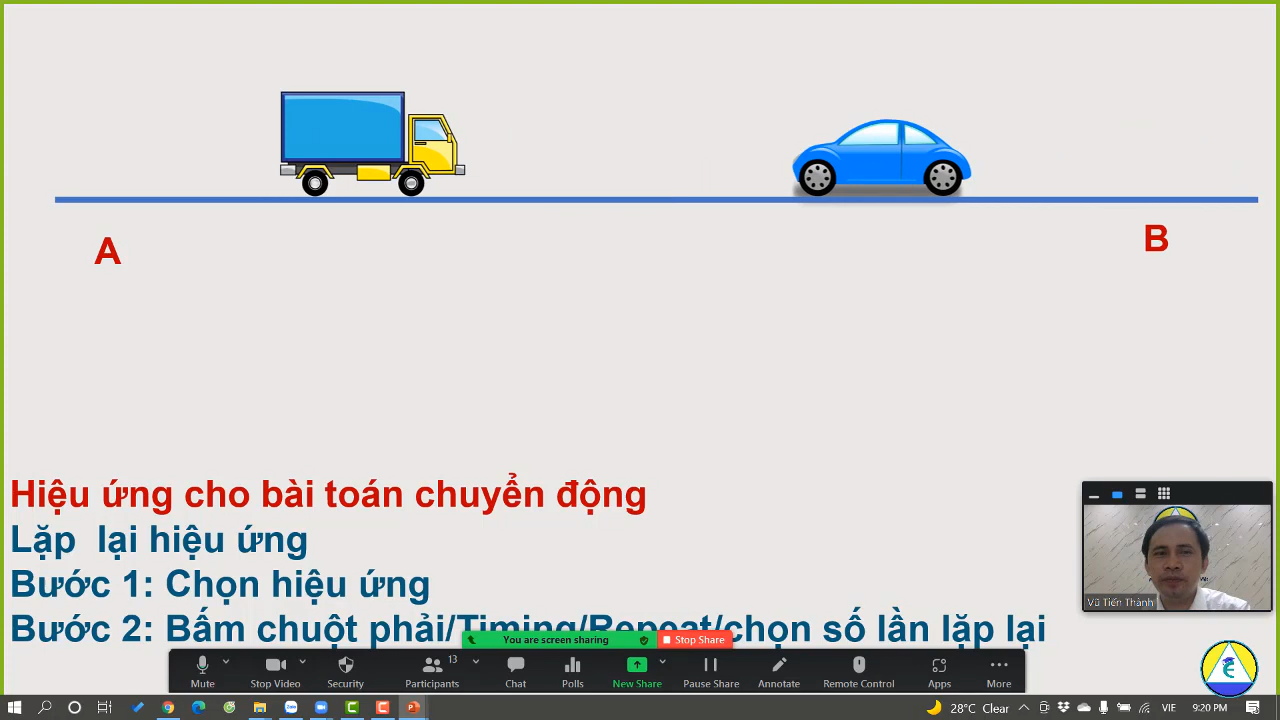 A
B
Hiệu ứng cho bài toán chuyển động
Lặp lại hiệu ứng
Bước 1: Chọn hiệu ứng
Bước 2: Bấm chuột phải/Timing/Repeat/chọn số lần lặp lại
Vũ Tiến Thành
You are screen sharing Stop Share
Mute Stop Video Security Participants 13 Chat Polls New Share Pause Share Annotate Remote Control Apps More
28°C Clear VIE 9:20 PM